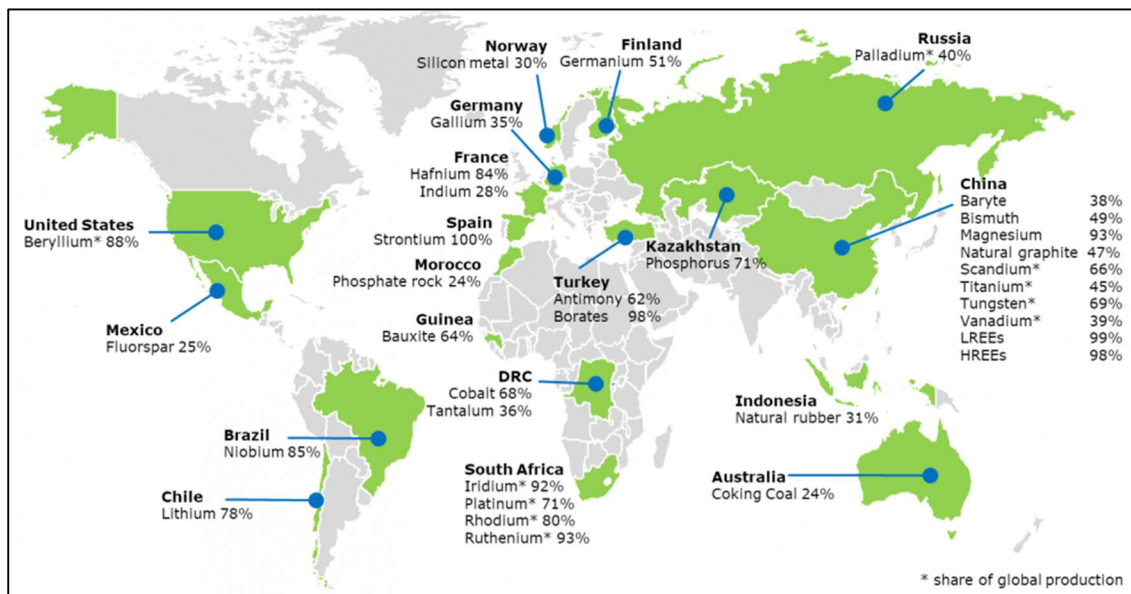 Norway
Silicon metal 30%
Finland
Germanium 51%
Russia
Palladium* 40%
Germany
Gallium 35%
France
Hafnium 84%
Indium 28%
Spain
Strontium 100%
Morocco
Phosphate rock 24%
Guinea
Bauxite 64%
United States
Beryllium* 88%
Mexico
Fluorspar 25%
Turkey
Antimony 62%
Borates 98%
Kazakhstan
Phosphorus 71%
China
Baryte 38%
Bismuth 49%
Magnesium 93%
Natural graphite 47%
Scandium* 66%
Titanium* 45%
Tungsten* 69%
Vanadium* 39%
LREEs 99%
HREEs 98%
DRC
Cobalt 68%
Tantalum 36%
Indonesia
Natural rubber 31%
Brazil
Niobium 85%
Chile
Lithium 78%
South Africa
Iridium* 92%
Platinum* 71%
Rhodium* 80%
Ruthenium* 93%
Australia
Coking Coal 24%
* share of global production